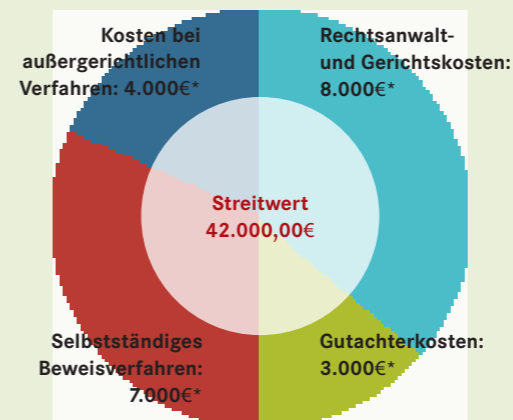 Kosten bei
außergerichtlichen
Verfahren: 4.000€*
Rechtsanwalt-
und Gerichtskosten:
8.000€*
Streitwert
42.000,00€
Selbstständiges
Beweisverfahren:
7.000€*
Gutachterkosten:
3.000€*